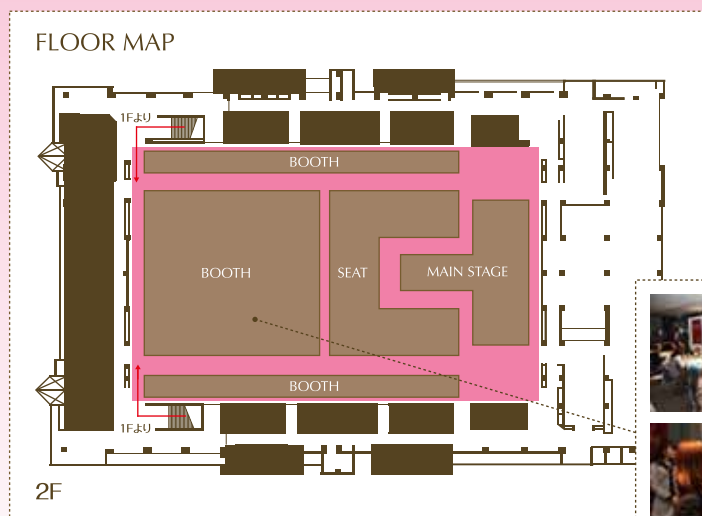 FLOOR MAP
1Fより
BOOTH
BOOTH
SEAT
MAIN STAGE
BOOTH
1Fより
2F